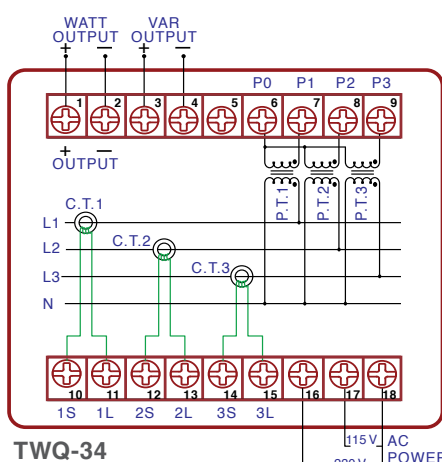 WATT OUTPUT
VAR OUTPUT
+ − + −
P0 P1 P2 P3
1 2 3 4 5 6 7 8 9
+ −
OUTPUT
P.T.1 P.T.2 P.T.3
C.T.1
L1
C.T.2
L2
C.T.3
L3
N
10 11 12 13 14 15 16 17 18
1S 1L 2S 2L 3S 3L
115 V AC
POWER
TWQ-34